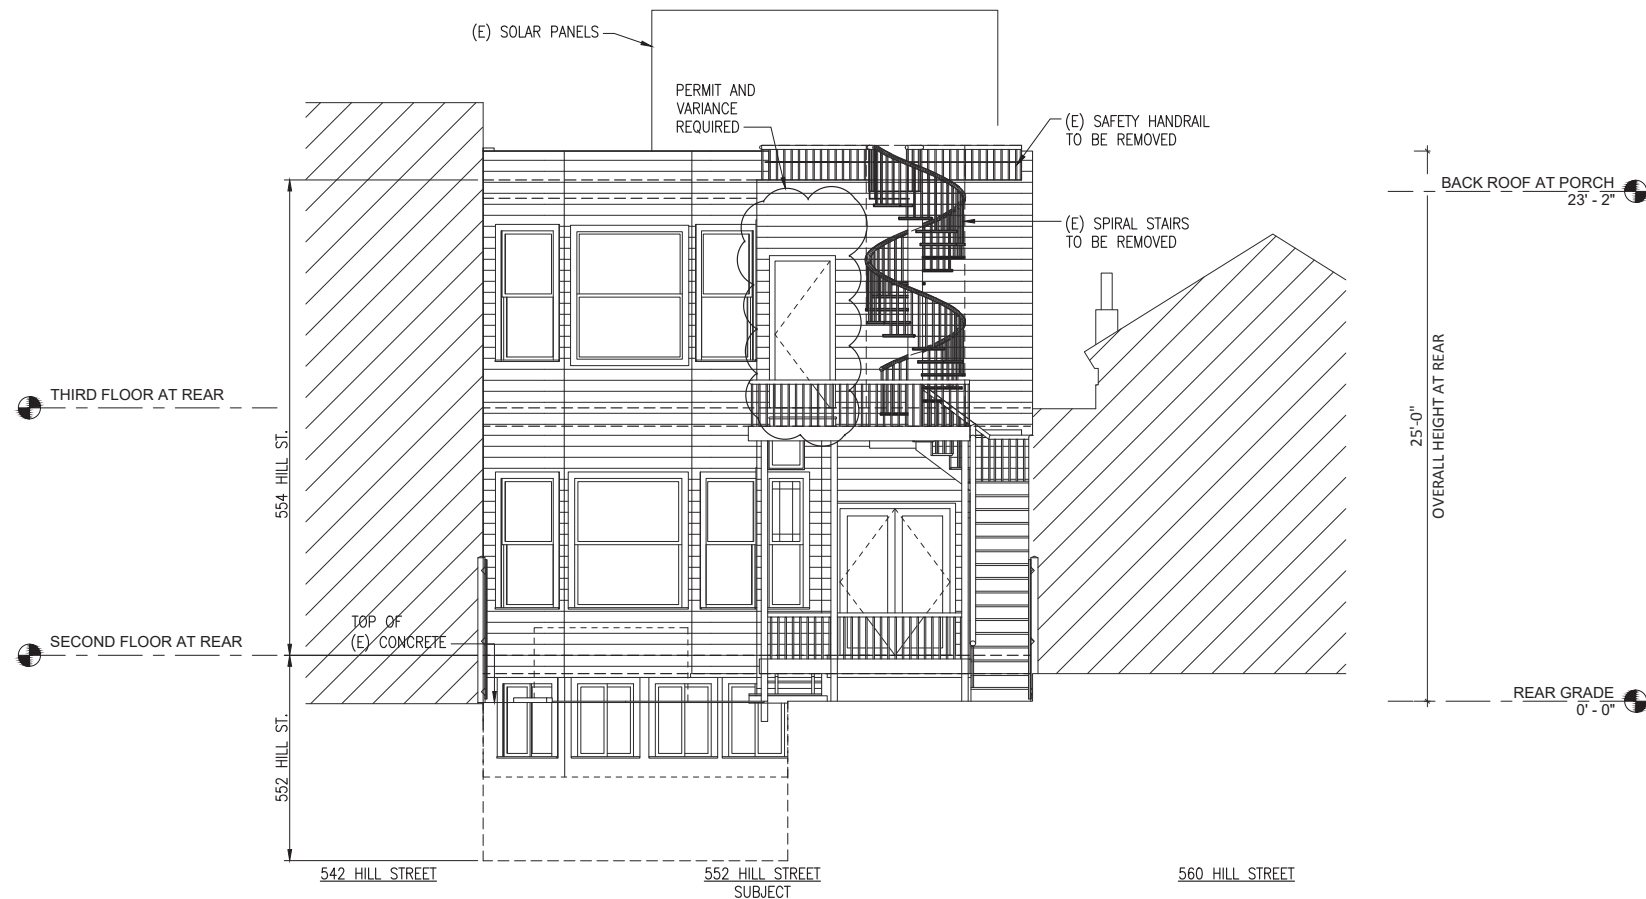 (E) SOLAR PANELS
PERMIT AND
VARIANCE
REQUIRED
(E) SAFETY HANDRAIL
TO BE REMOVED
BACK ROOF AT PORCH
23' - 2"
(E) SPIRAL STAIRS
TO BE REMOVED
THIRD FLOOR AT REAR
554 HILL ST.
25'-0"
OVERALL HEIGHT AT REAR
TOP OF
(E) CONCRETE
SECOND FLOOR AT REAR
REAR GRADE
0' - 0"
552 HILL ST.
542 HILL STREET
552 HILL STREET
SUBJECT
560 HILL STREET